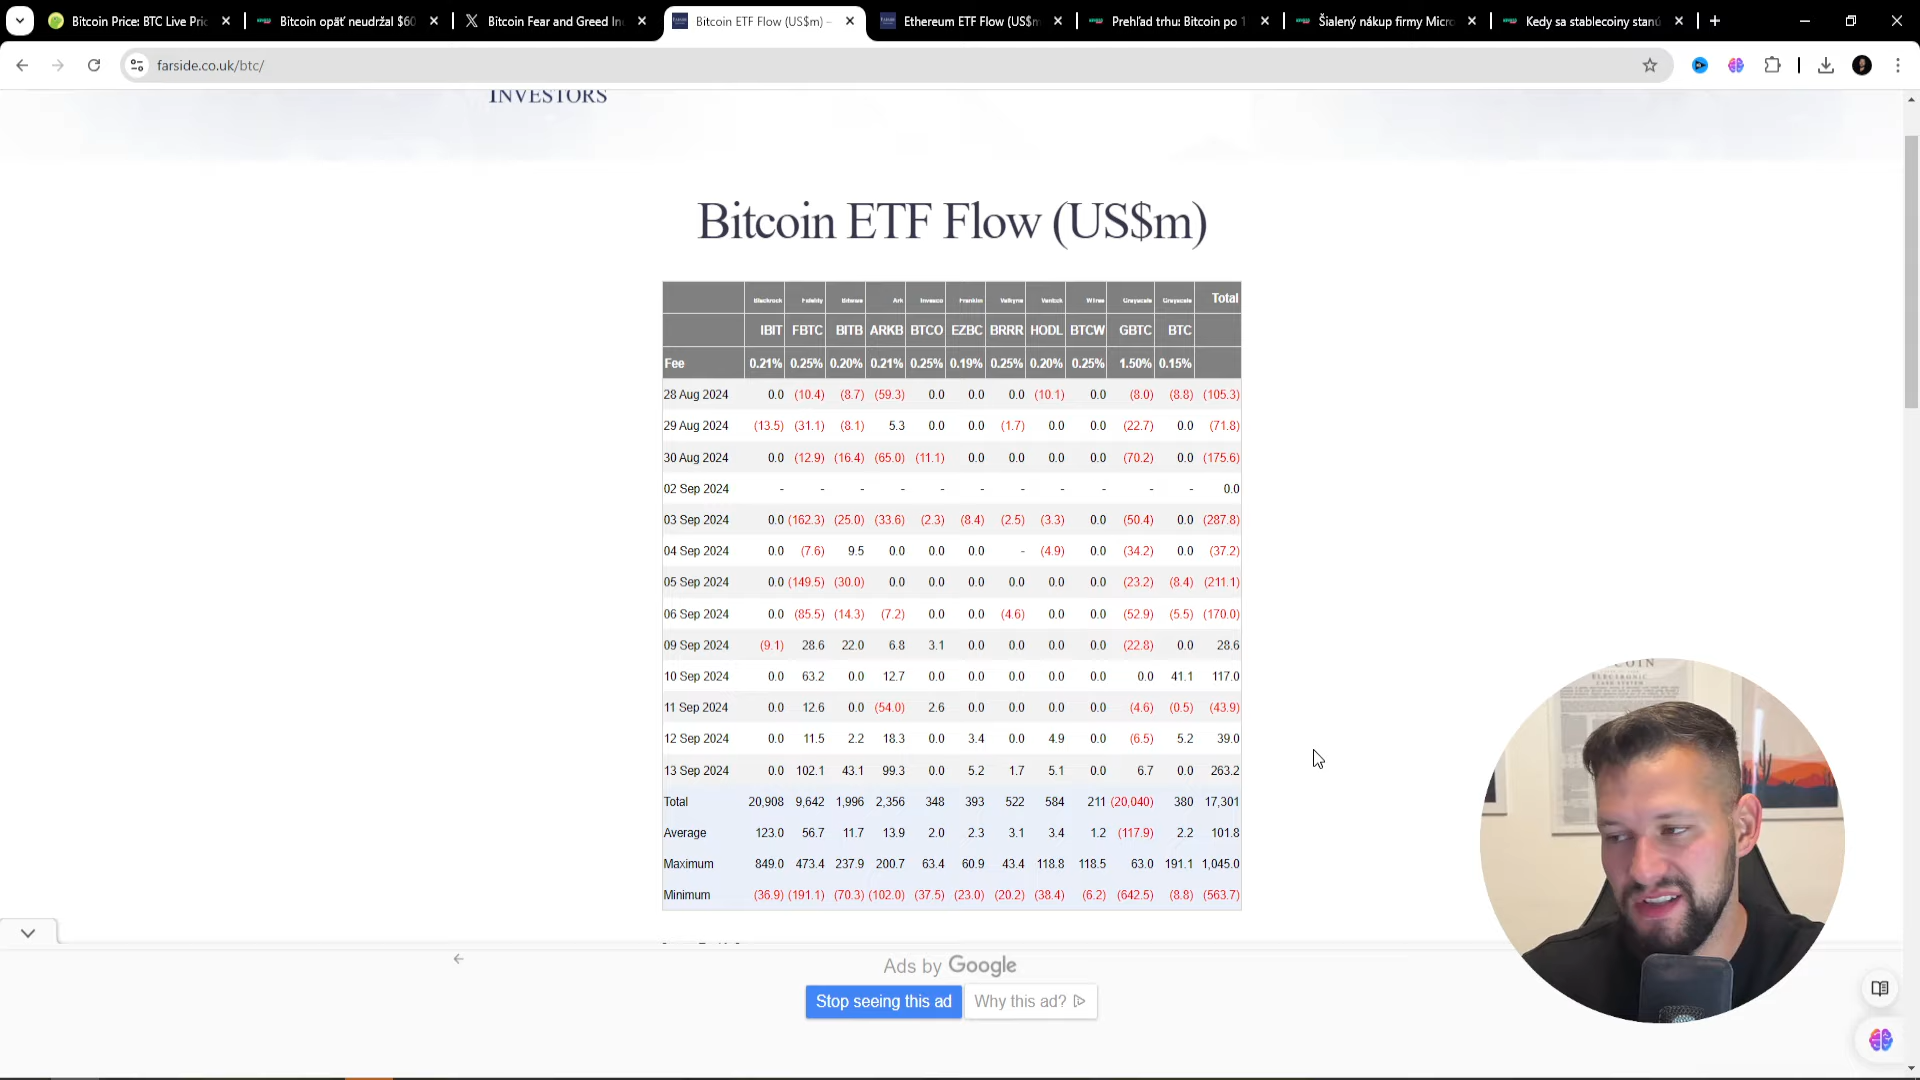 Bitcoin Price: BTC Live Pri
Bitcoin opäť neudržal $60
Bitcoin Fear and Greed In
Bitcoin ETF Flow (US$m) –
Ethereum ETF Flow (US$m
Prehľad trhu: Bitcoin po 1
Šialený nákup firmy Micro
Kedy sa stablecoiny stanú
farside.co.uk/btc/
INVESTORS
Bitcoin ETF Flow (US$m)
Blackrock Fidelity Bitwise Ark Invesco Franklin Valkyrie VanEck WTree Grayscale Grayscale Total
IBIT FBTC BITB ARKB BTCO EZBC BRRR HODL BTCW GBTC BTC
Fee 0.21% 0.25% 0.20% 0.21% 0.25% 0.19% 0.25% 0.20% 0.25% 1.50% 0.15%
28 Aug 2024 0.0 (10.4) (8.7) (59.3) 0.0 0.0 0.0 (10.1) 0.0 (8.0) (8.8) (105.3)
29 Aug 2024 (13.5) (31.1) (8.1) 5.3 0.0 0.0 (1.7) 0.0 0.0 (22.7) 0.0 (71.8)
30 Aug 2024 0.0 (12.9) (16.4) (65.0) (11.1) 0.0 0.0 0.0 0.0 (70.2) 0.0 (175.6)
02 Sep 2024 - - - - - - - - - - - 0.0
03 Sep 2024 0.0 (162.3) (25.0) (33.6) (2.3) (8.4) (2.5) (3.3) 0.0 (50.4) 0.0 (287.8)
04 Sep 2024 0.0 (7.6) 9.5 0.0 0.0 0.0 - (4.9) 0.0 (34.2) 0.0 (37.2)
05 Sep 2024 0.0 (149.5) (30.0) 0.0 0.0 0.0 0.0 0.0 0.0 (23.2) (8.4) (211.1)
06 Sep 2024 0.0 (85.5) (14.3) (7.2) 0.0 0.0 (4.6) 0.0 0.0 (52.9) (5.5) (170.0)
09 Sep 2024 (9.1) 28.6 22.0 6.8 3.1 0.0 0.0 0.0 0.0 (22.8) 0.0 28.6
10 Sep 2024 0.0 63.2 0.0 12.7 0.0 0.0 0.0 0.0 0.0 0.0 41.1 117.0
11 Sep 2024 0.0 12.6 0.0 (54.0) 2.6 0.0 0.0 0.0 0.0 (4.6) (0.5) (43.9)
12 Sep 2024 0.0 11.5 2.2 18.3 0.0 3.4 0.0 4.9 0.0 (6.5) 5.2 39.0
13 Sep 2024 0.0 102.1 43.1 99.3 0.0 5.2 1.7 5.1 0.0 6.7 0.0 263.2
Total 20,908 9,642 1,996 2,356 348 393 522 584 211 (20,040) 380 17,301
Average 123.0 56.7 11.7 13.9 2.0 2.3 3.1 3.4 1.2 (117.9) 2.2 101.8
Maximum 849.0 473.4 237.9 200.7 63.4 60.9 43.4 118.8 118.5 63.0 191.1 1,045.0
Minimum (36.9) (191.1) (70.3) (102.0) (37.5) (23.0) (20.2) (38.4) (6.2) (642.5) (8.8) (563.7)
Ads by Google
Stop seeing this ad
Why this ad?
ELECTRONIC
CASH SYSTEM